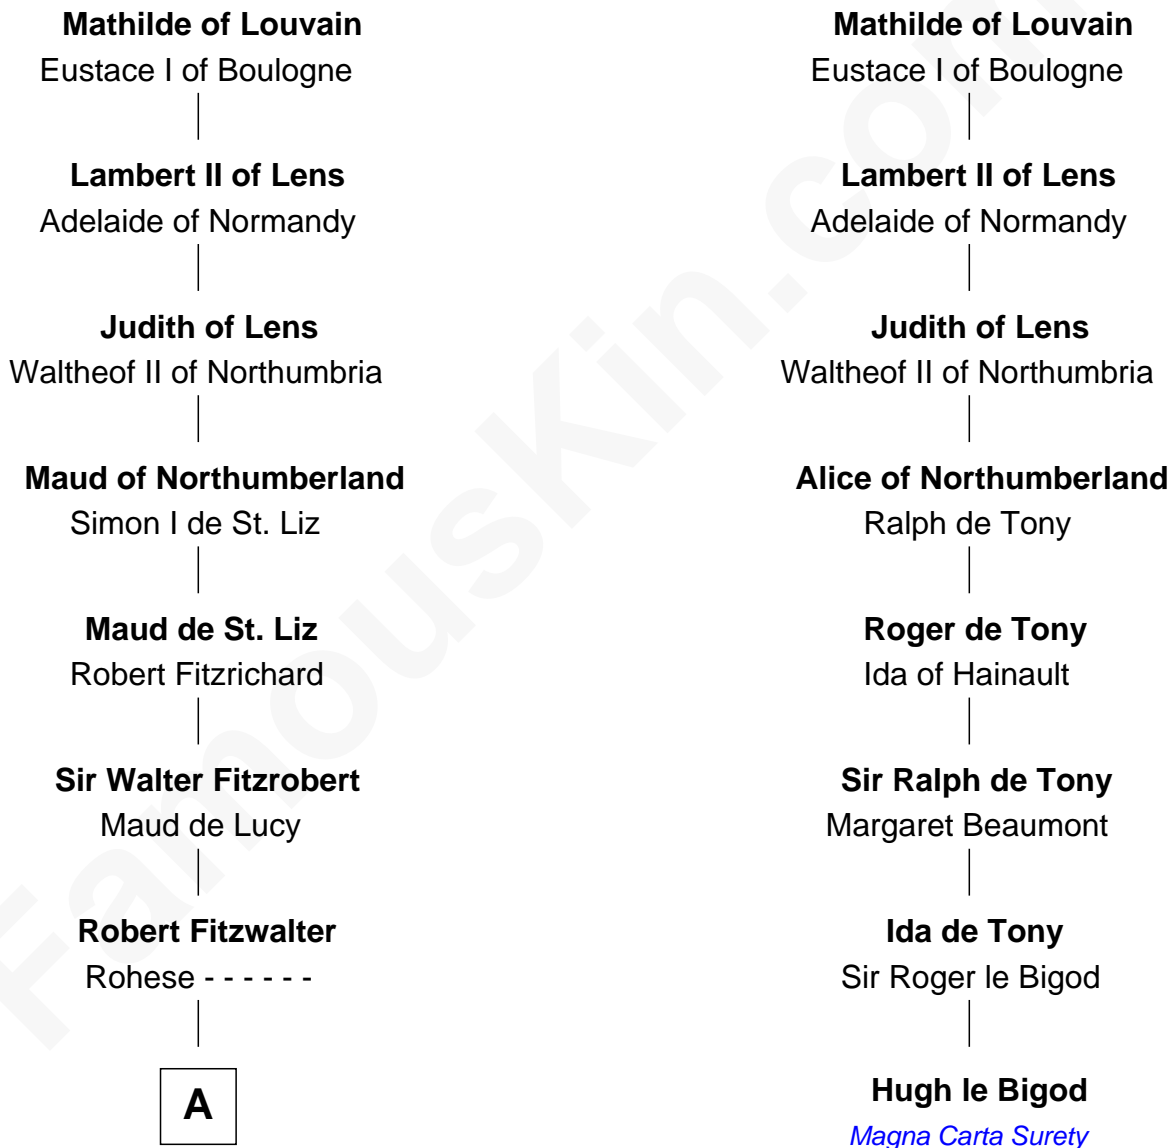 Mathilde of Louvain
Eustace I of Boulogne
Lambert II of Lens
Adelaide of Normandy
Judith of Lens
Waltheof II of Northumbria
Maud of Northumberland
Simon I de St. Liz
Maud de St. Liz
Robert Fitzrichard
Sir Walter Fitzrobert
Maud de Lucy
Robert Fitzwalter
Rohese - - - - - -
A
Mathilde of Louvain
Eustace I of Boulogne
Lambert II of Lens
Adelaide of Normandy
Judith of Lens
Waltheof II of Northumbria
Alice of Northumberland
Ralph de Tony
Roger de Tony
Ida of Hainault
Sir Ralph de Tony
Margaret Beaumont
Ida de Tony
Sir Roger le Bigod
Hugh le Bigod
Magna Carta Surety
FamousKin.com